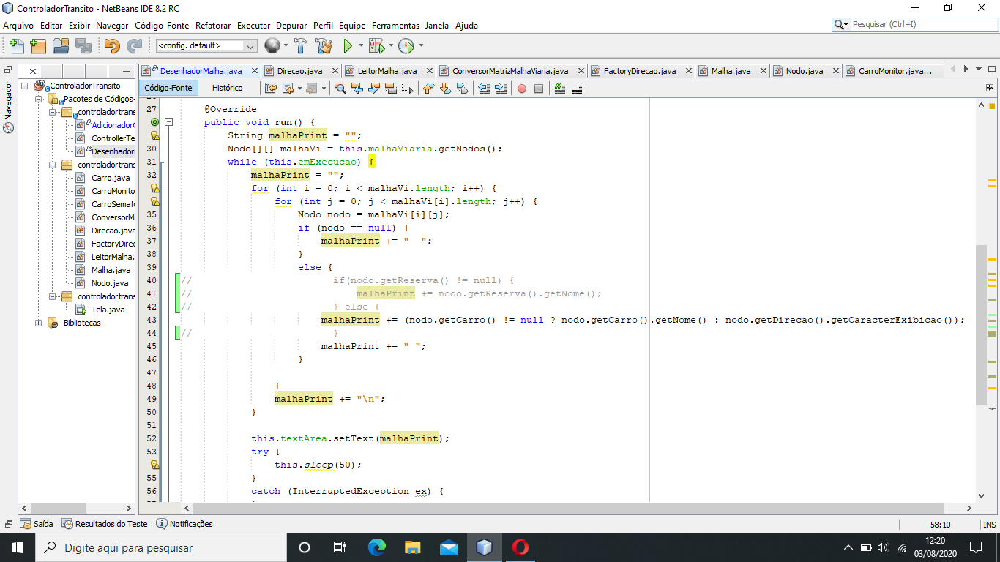 ControladorTransito - NetBeans IDE 8.2 RC
Arquivo Editar Exibir Navegar Código-Fonte Refatorar Executar Depurar Perfil Equipe Ferramentas Janela Ajuda
Pesquisar (Ctrl+I)
<config. default>
DesenhadorMalha.java Direcao.java LeitorMalha.java ConversorMatrizMalhaViaria.java FactoryDirecao.java Malha.java Nodo.java CarroMonitor.java...
Código-Fonte Histórico
Navegador
ControladorTransito
Pacotes de Códigos-
controladortrans
AdicionadorC
ControllerTe
Desenhador
controladortrans
Carro.java
CarroMonito
CarroSemafo
ConversorM
Direcao.java
FactoryDirec
LeitorMalha.
Malha.java
Nodo.java
controladortrans
Tela.java
Bibliotecas
27 @Override
public void run() {
String malhaPrint = "";
30 Nodo[][] malhaVi = this.malhaViaria.getNodos();
31 while (this.emExecucao) {
32 malhaPrint = "";
for (int i = 0; i < malhaVi.length; i++) {
for (int j = 0; j < malhaVi[i].length; j++) {
35 Nodo nodo = malhaVi[i][j];
36 if (nodo == null) {
37 malhaPrint += "  ";
38 }
39 else {
40 // if(nodo.getReserva() != null) {
41 // malhaPrint += nodo.getReserva().getNome();
42 // } else {
43 malhaPrint += (nodo.getCarro() != null ? nodo.getCarro().getNome() : nodo.getDirecao().getCaracterExibicao());
44 // }
45 malhaPrint += " ";
46 }
47
48 }
49 malhaPrint += "\n";
50 }
51
52 this.textArea.setText(malhaPrint);
53 try {
this.sleep(50);
55 }
56 catch (InterruptedException ex) {
Saída Resultados do Teste Notificações
58:10 INS
Digite aqui para pesquisar
12:20
03/08/2020